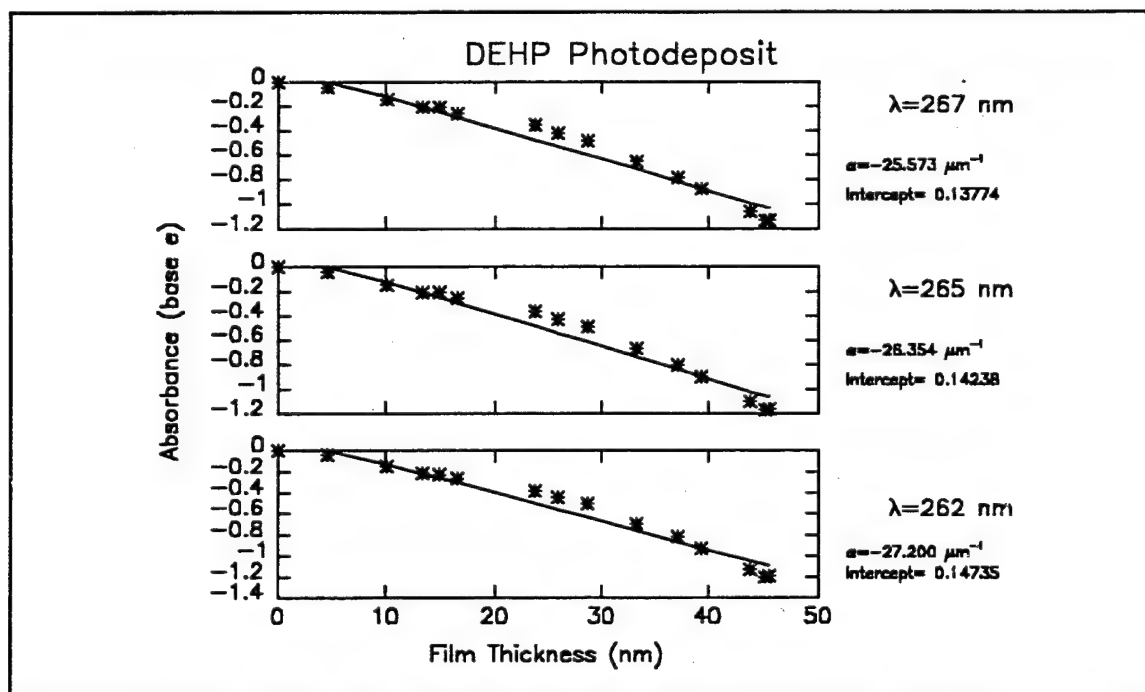 DEHP Photodeposit
Absorbance (base e)
0
−0.2
−0.4
−0.6
−0.8
−1
−1.2
λ=267 nm
α=−25.573 μm⁻¹
Intercept= 0.13774
0
−0.2
−0.4
−0.6
−0.8
−1
−1.2
λ=265 nm
α=−26.354 μm⁻¹
Intercept= 0.14238
0
−0.2
−0.4
−0.6
−0.8
−1
−1.2
−1.4
λ=262 nm
α=−27.200 μm⁻¹
Intercept= 0.14735
0 10 20 30 40 50
Film Thickness (nm)